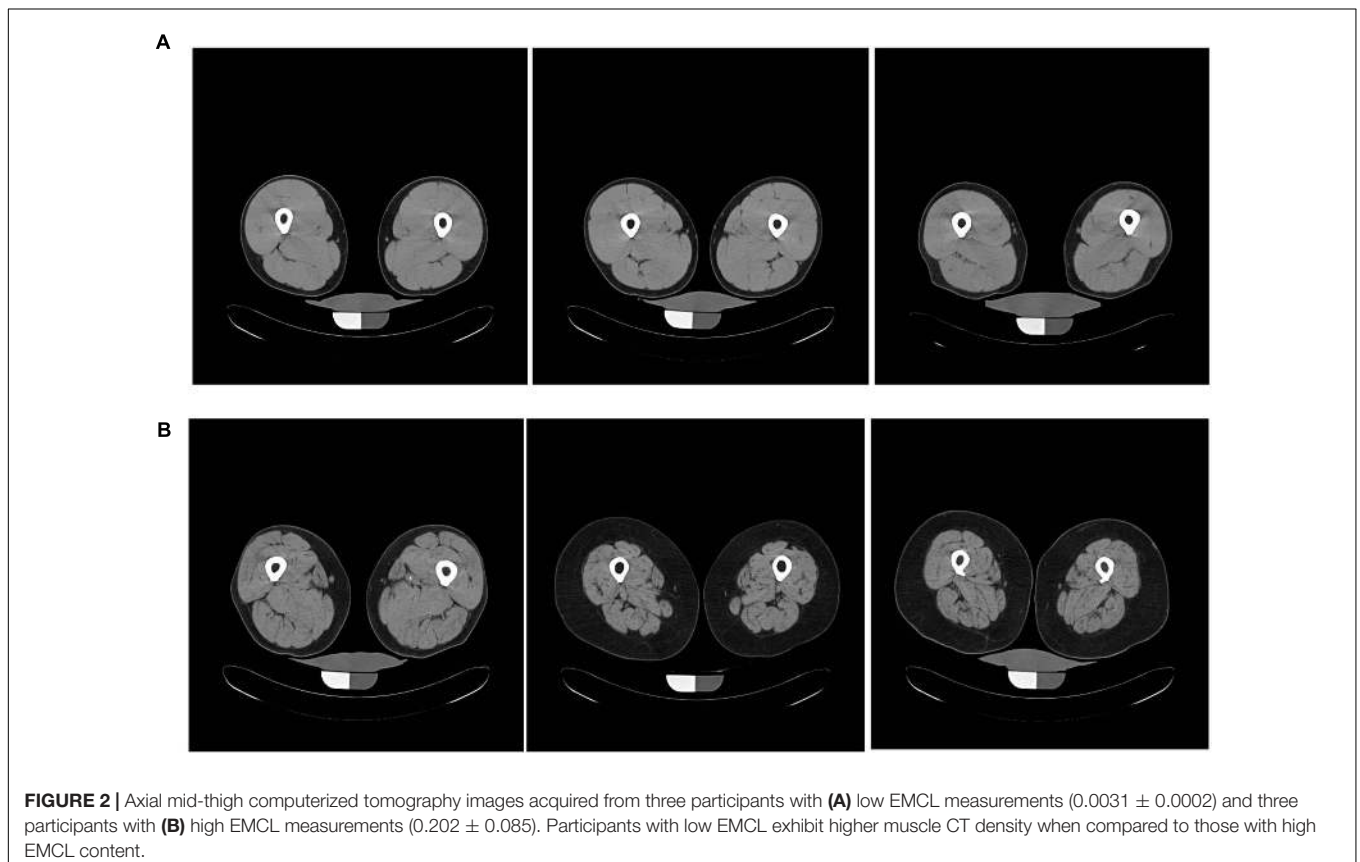 A
B
FIGURE 2 | Axial mid-thigh computerized tomography images acquired from three participants with (A) low EMCL measurements (0.0031 ± 0.0002) and three
participants with (B) high EMCL measurements (0.202 ± 0.085). Participants with low EMCL exhibit higher muscle CT density when compared to those with high
EMCL content.